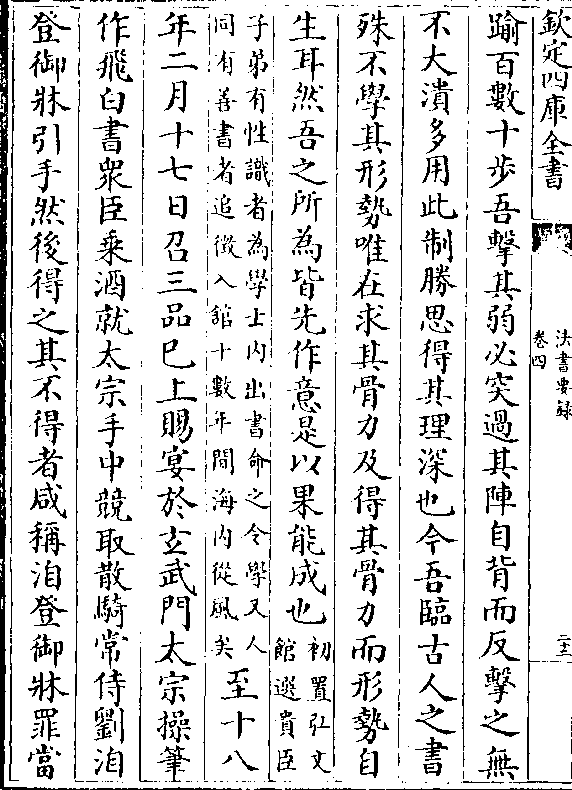 欽定四庫全書
法書要錄
卷四
二十三
踰百數十步吾擊其弱必突過其陣自背而反擊之無
不大潰多用此制勝思得其理深也今吾臨古人之書
殊不學其形勢唯在求其骨力及得其骨力而形勢自
生耳然吾之所為皆先作意是以果能成也初置弘文
館選貴臣
子弟有性識者為學士內出書命之令學又人
間有善書者追徵入館十數年間海內從風矣至十八
年二月十七日召三品已上賜宴於玄武門太宗操筆
作飛白書眾臣乘酒就太宗手中競取散騎常侍劉洎
登御牀引手然後得之其不得者咸稱洎登御牀罪當